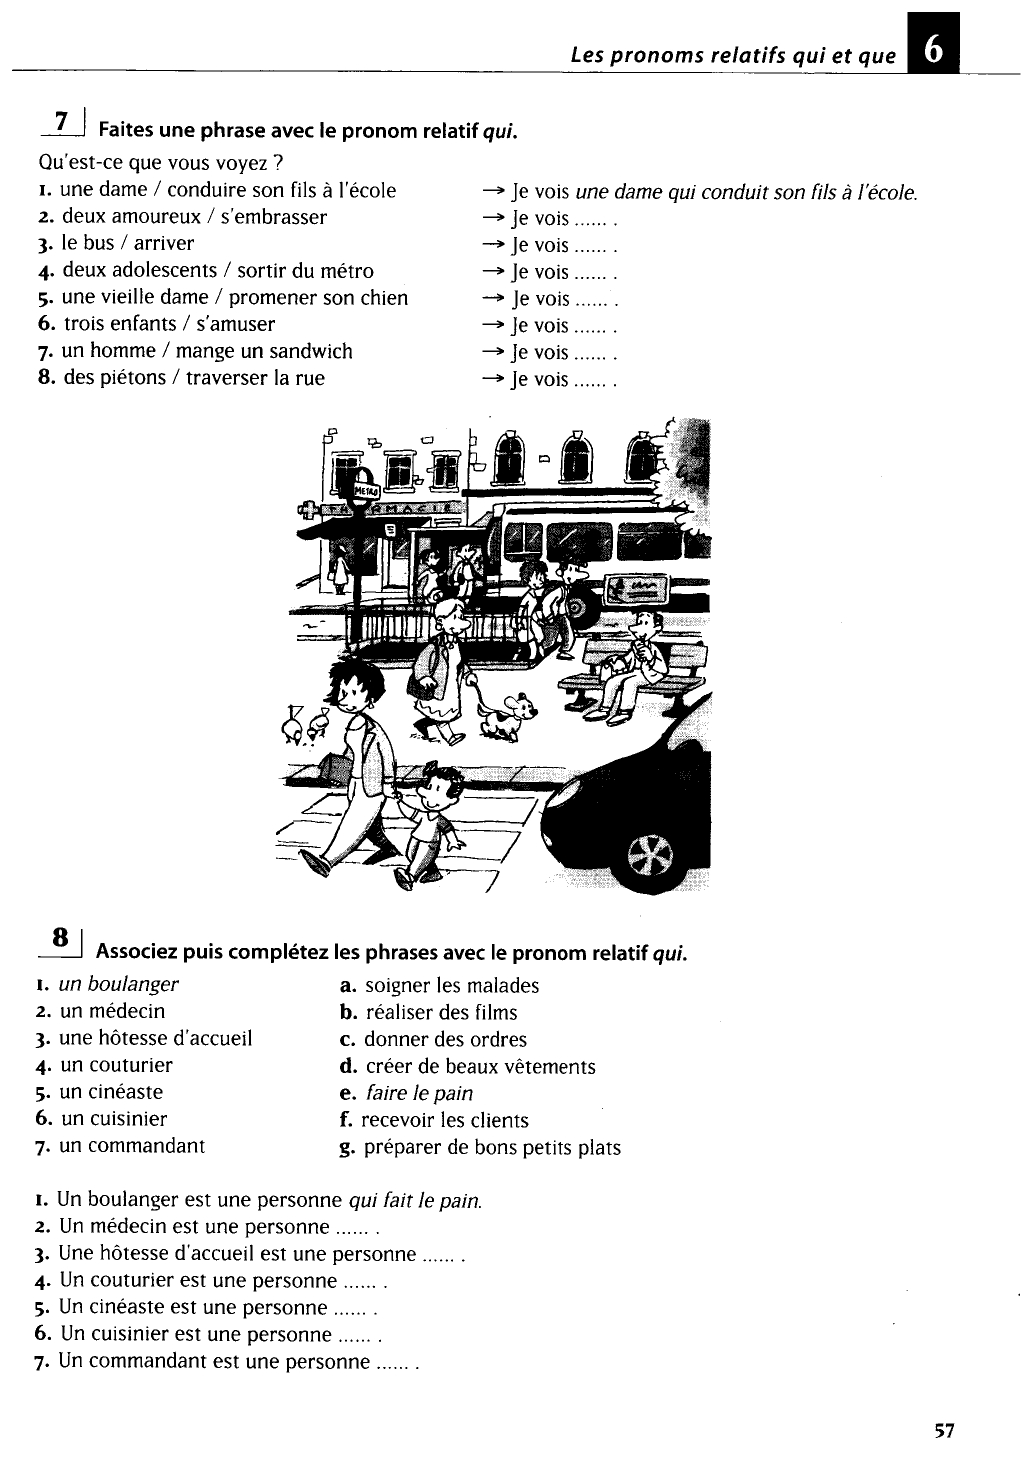 Les pronoms relatifs qui et que 6
7 Faites une phrase avec le pronom relatif qui.
Qu'est-ce que vous voyez ?
1. une dame / conduire son fils à l'école → Je vois une dame qui conduit son fils à l'école.
2. deux amoureux / s'embrasser → Je vois ...... .
3. le bus / arriver → Je vois ...... .
4. deux adolescents / sortir du métro → Je vois ...... .
5. une vieille dame / promener son chien → Je vois ...... .
6. trois enfants / s'amuser → Je vois ...... .
7. un homme / mange un sandwich → Je vois ...... .
8. des piétons / traverser la rue → Je vois ...... .
METRO
PHARMACIE
8 Associez puis complétez les phrases avec le pronom relatif qui.
1. un boulanger a. soigner les malades
2. un médecin b. réaliser des films
3. une hôtesse d'accueil c. donner des ordres
4. un couturier d. créer de beaux vêtements
5. un cinéaste e. faire le pain
6. un cuisinier f. recevoir les clients
7. un commandant g. préparer de bons petits plats
1. Un boulanger est une personne qui fait le pain.
2. Un médecin est une personne ...... .
3. Une hôtesse d'accueil est une personne ...... .
4. Un couturier est une personne ...... .
5. Un cinéaste est une personne ...... .
6. Un cuisinier est une personne ...... .
7. Un commandant est une personne ...... .
57